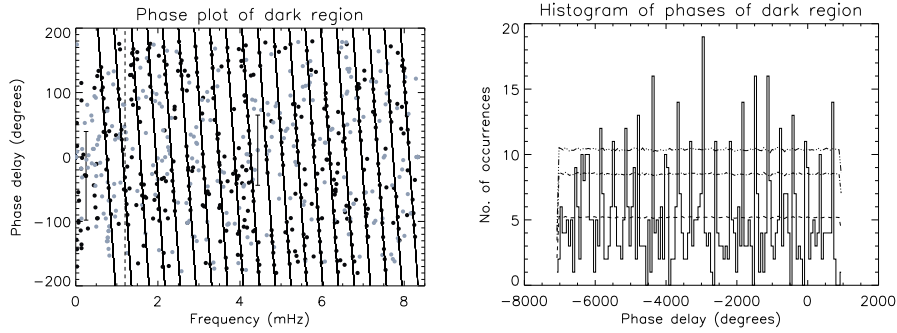 Phase plot of dark region
200
100
0
−100
−200
Phase delay (degrees)
0 2 4 6 8
Frequency (mHz)
Histogram of phases of dark region
20
15
10
5
0
No. of occurrences
−8000 −6000 −4000 −2000 0 2000
Phase delay (degrees)